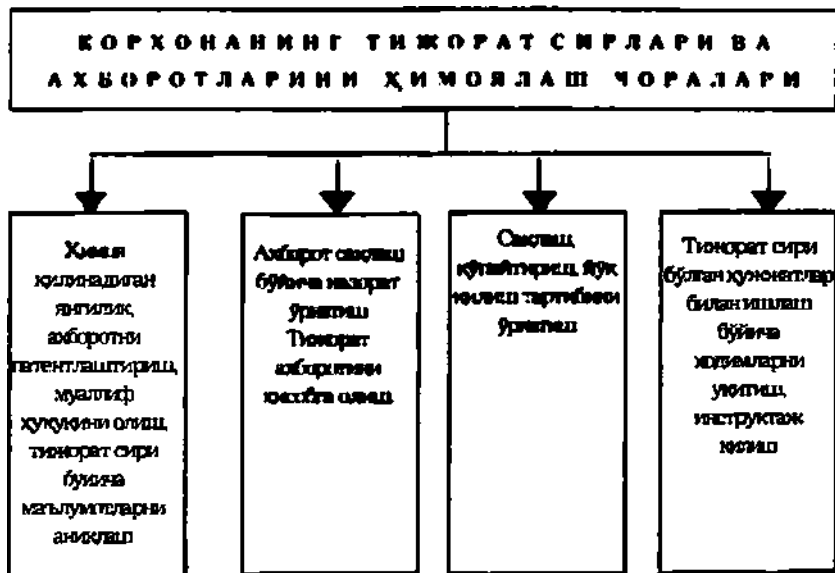 КОРХОНАНИНГ ТИЖОРАТ СИРЛАРИ ВА
АХБОРОТЛАРИНИ ҲИМОЯЛАШ ЧОРАЛАРИ
Ҳимоя
қилинадиган
янгилик,
ахборотни
патентлаштириш,
муаллиф
ҳуқуқини олиш,
тижорат сири
буйича
маълумотларни
аниқлаш
Ахборот сақлаш
бўйича назорат
ўрнатиш
Тижорат
ахборотини
ҳисобга олиш
Сақлаш,
кўпайтириш, йўқ
қилиш тартибини
ўрнатиш
Тижорат сири
бўлган ҳужжатлар
билан ишлаш
бўйича
ходимларни
укитиш,
инструктаж
қилиш